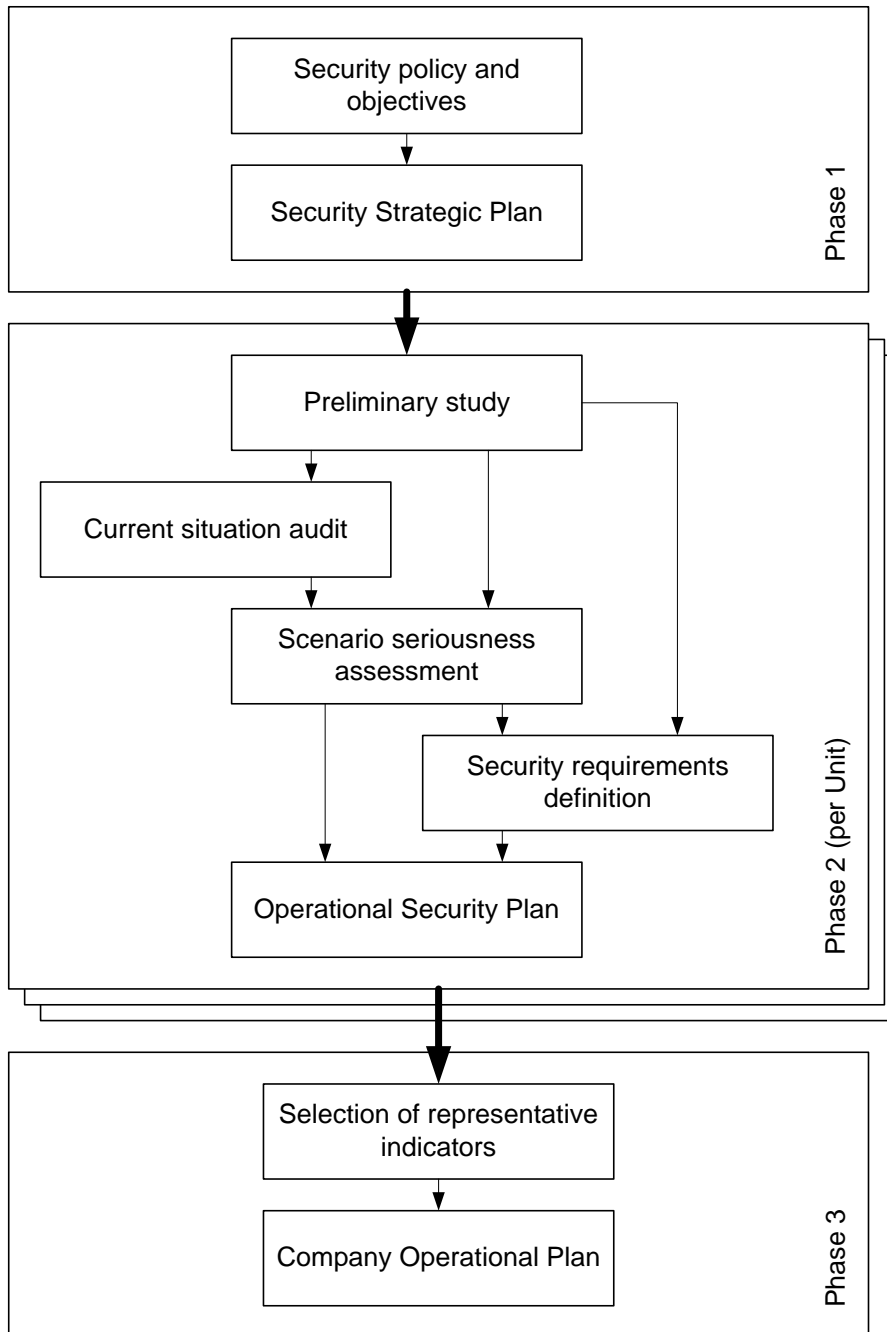 Security policy and
objectives
Security Strategic Plan
Phase 1
Preliminary study
Current situation audit
Scenario seriousness
assessment
Security requirements
definition
Operational Security Plan
Phase 2 (per Unit)
Selection of representative
indicators
Company Operational Plan
Phase 3